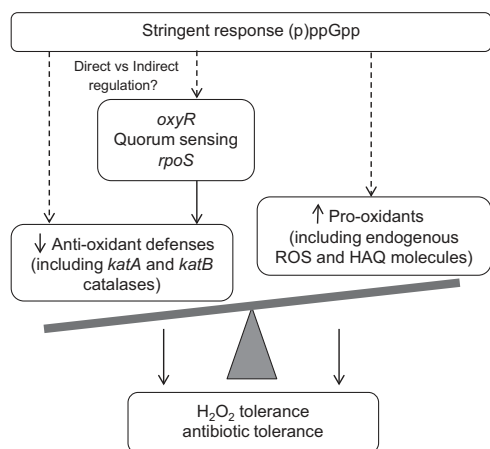 Stringent response (p)ppGpp
Direct vs Indirect
regulation?
oxyR
Quorum sensing
rpoS
↓ Anti-oxidant defenses
(including katA and katB
catalases)
↑ Pro-oxidants
(including endogenous
ROS and HAQ molecules)
H₂O₂ tolerance
antibiotic tolerance